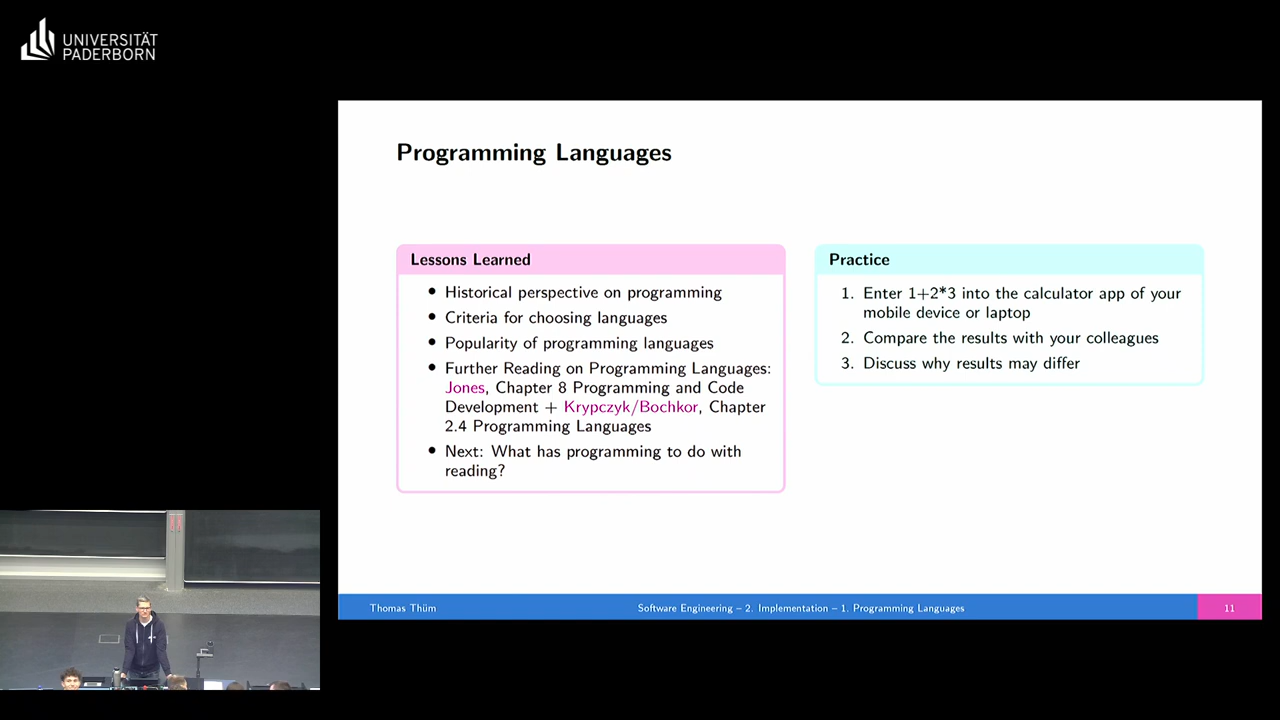 UNIVERSITÄT
PADERBORN
Programming Languages
Lessons Learned
• Historical perspective on programming
• Criteria for choosing languages
• Popularity of programming languages
• Further Reading on Programming Languages:
Jones, Chapter 8 Programming and Code
Development + Krypczyk/Bochkor, Chapter
2.4 Programming Languages
• Next: What has programming to do with
reading?
Practice
1. Enter 1+2*3 into the calculator app of your
mobile device or laptop
2. Compare the results with your colleagues
3. Discuss why results may differ
Thomas Thüm
Software Engineering – 2. Implementation – 1. Programming Languages
11